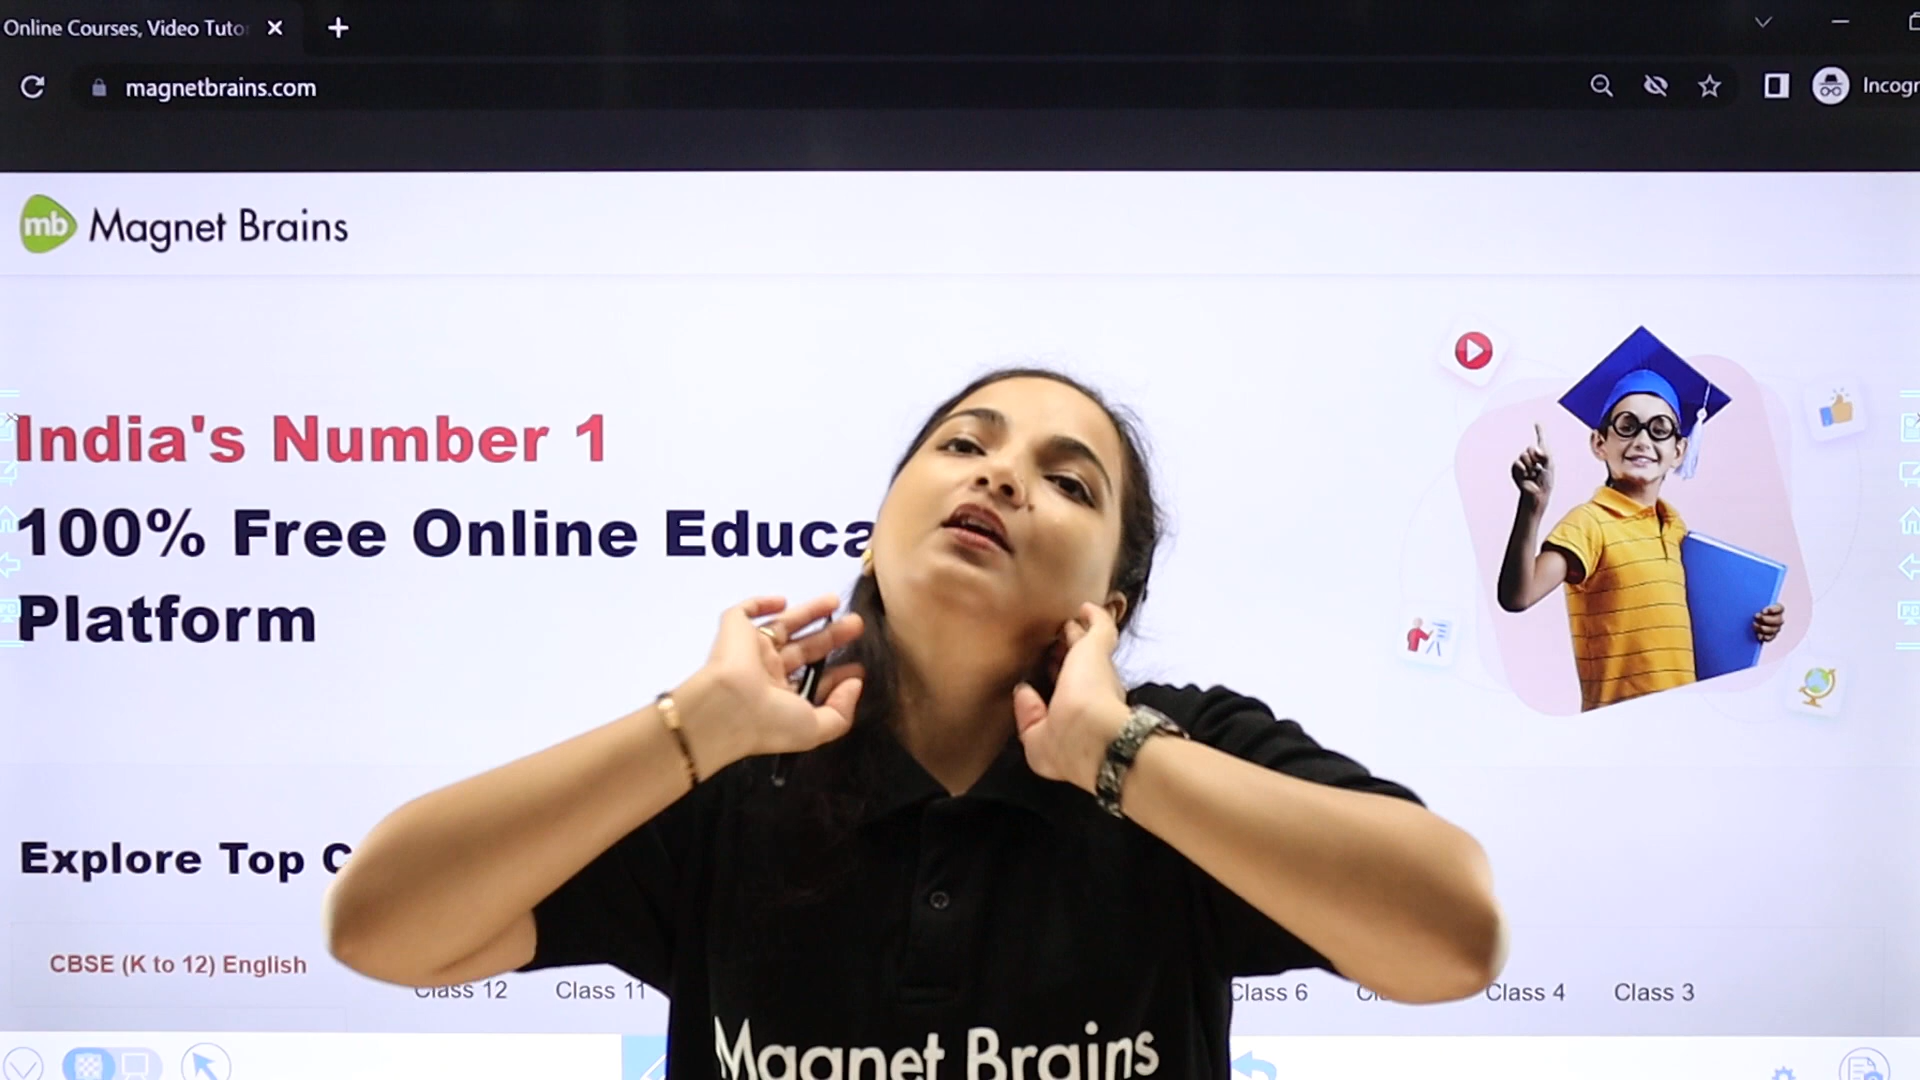 Online Courses, Video Tuto
magnetbrains.com
Incogn
mb Magnet Brains
India's Number 1
100% Free Online Educa
Platform
Explore Top C
CBSE (K to 12) English
Class 12 Class 11 Class 6 Class 4 Class 3
Magnet Brains